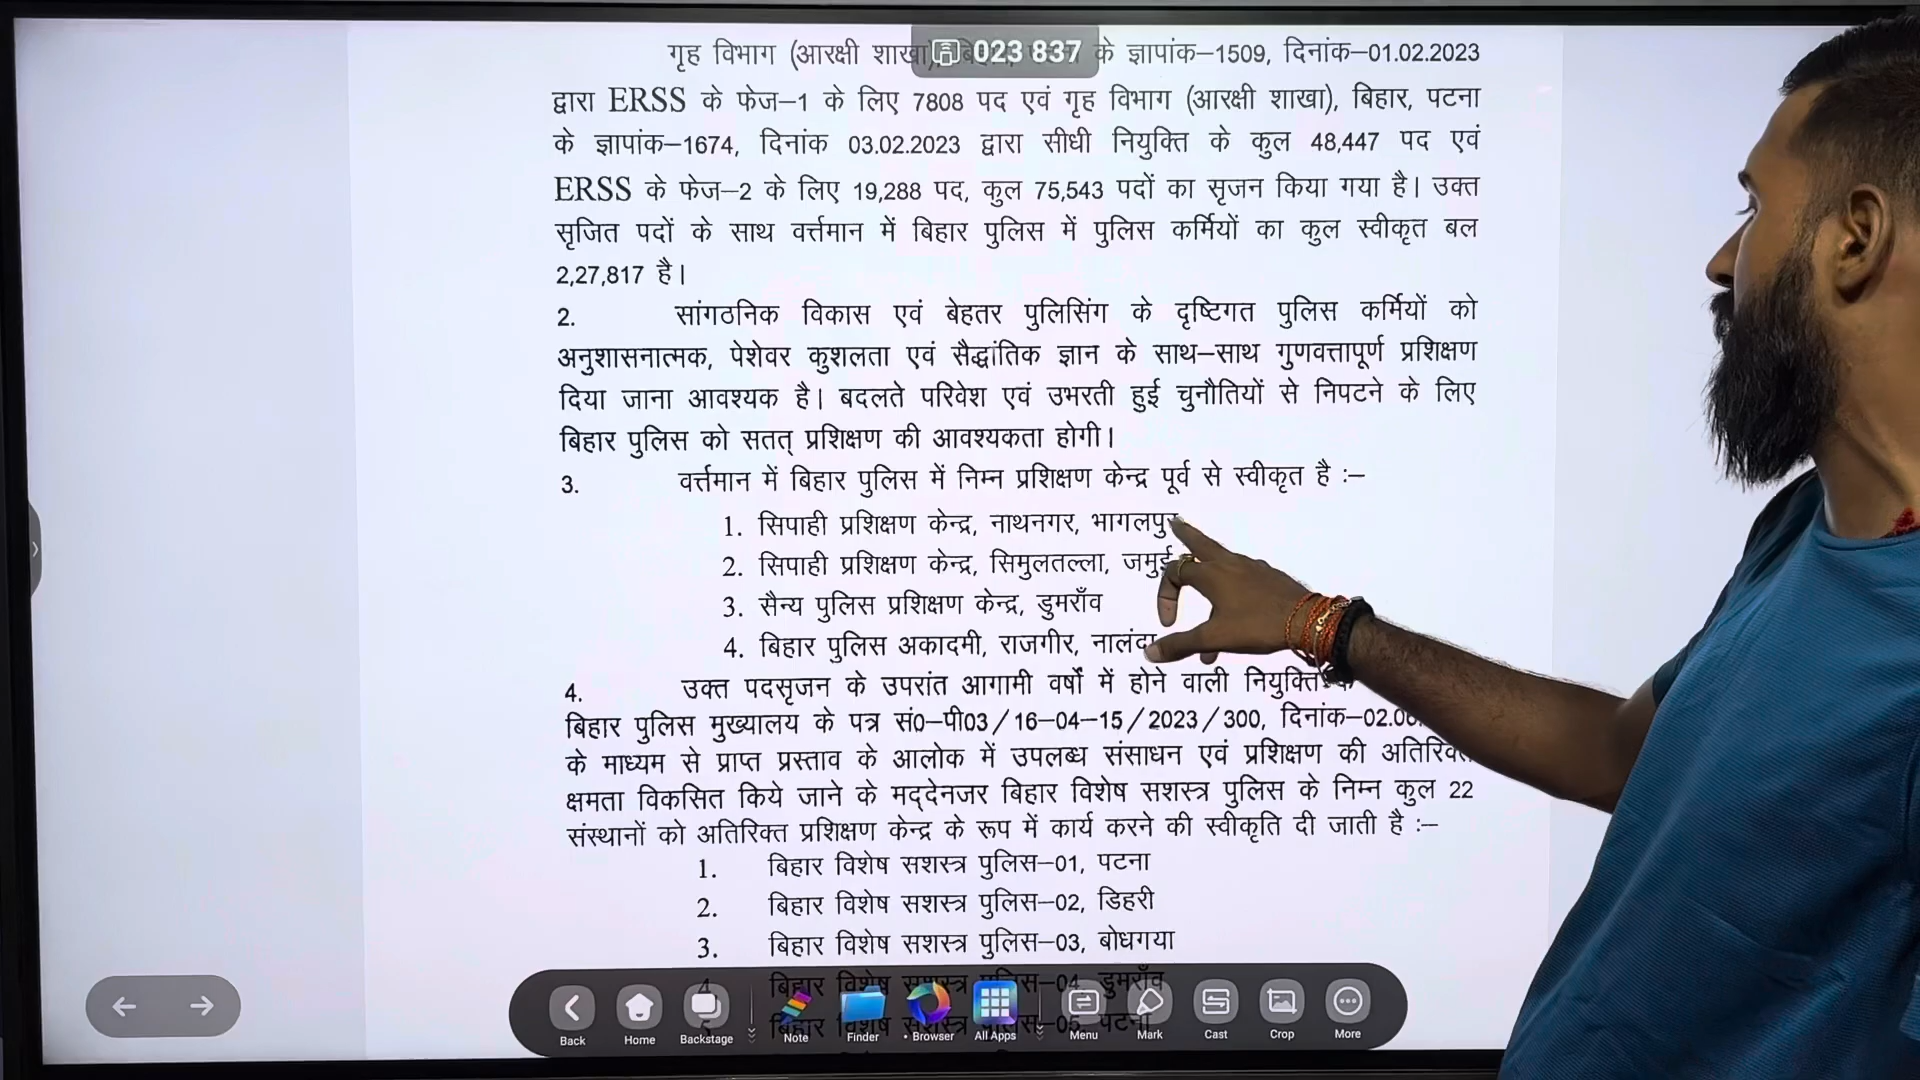 गृह विभाग (आरक्षी शाखा) 023 837 के ज्ञापांक–1509, दिनांक–01.02.2023
द्वारा ERSS के फेज–1 के लिए 7808 पद एवं गृह विभाग (आरक्षी शाखा), बिहार, पटना
के ज्ञापांक–1674, दिनांक 03.02.2023 द्वारा सीधी नियुक्ति के कुल 48,447 पद एवं
ERSS के फेज–2 के लिए 19,288 पद, कुल 75,543 पदों का सृजन किया गया है। उक्त
सृजित पदों के साथ वर्त्तमान में बिहार पुलिस में पुलिस कर्मियों का कुल स्वीकृत बल
2,27,817 है।
2. सांगठनिक विकास एवं बेहतर पुलिसिंग के दृष्टिगत पुलिस कर्मियों को
अनुशासनात्मक, पेशेवर कुशलता एवं सैद्धांतिक ज्ञान के साथ–साथ गुणवत्तापूर्ण प्रशिक्षण
दिया जाना आवश्यक है। बदलते परिवेश एवं उभरती हुई चुनौतियों से निपटने के लिए
बिहार पुलिस को सतत् प्रशिक्षण की आवश्यकता होगी।
3. वर्त्तमान में बिहार पुलिस में निम्न प्रशिक्षण केन्द्र पूर्व से स्वीकृत है :–
1. सिपाही प्रशिक्षण केन्द्र, नाथनगर, भागलपुर
2. सिपाही प्रशिक्षण केन्द्र, सिमुलतल्ला, जमुई
3. सैन्य पुलिस प्रशिक्षण केन्द्र, डुमराँव
4. बिहार पुलिस अकादमी, राजगीर, नालंदा
4. उक्त पदसृजन के उपरांत आगामी वर्षों में होने वाली नियुक्ति
बिहार पुलिस मुख्यालय के पत्र सं0–पी03/16–04–15/2023/300, दिनांक–02.
के माध्यम से प्राप्त प्रस्ताव के आलोक में उपलब्ध संसाधन एवं प्रशिक्षण की अतिरिक्त
क्षमता विकसित किये जाने के मद्देनजर बिहार विशेष सशस्त्र पुलिस के निम्न कुल 22
संस्थानों को अतिरिक्त प्रशिक्षण केन्द्र के रूप में कार्य करने की स्वीकृति दी जाती है :–
1. बिहार विशेष सशस्त्र पुलिस–01, पटना
2. बिहार विशेष सशस्त्र पुलिस–02, डिहरी
3. बिहार विशेष सशस्त्र पुलिस–03, बोधगया
4. बिहार विशेष सशस्त्र पुलिस–04, डुमराँव
5. बिहार विशेष सशस्त्र पुलिस–05, पटना
Back Home Backstage Note Finder Browser All Apps Menu Mark Cast Crop More